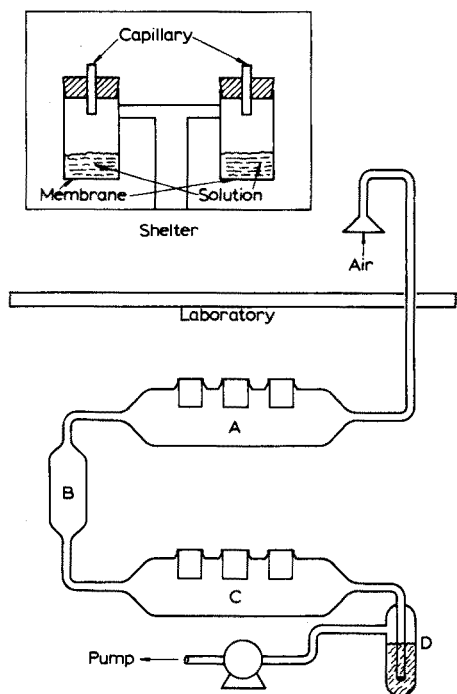 Capillary
Membrane Solution
Shelter
Air
Laboratory
A
B
C
D
Pump